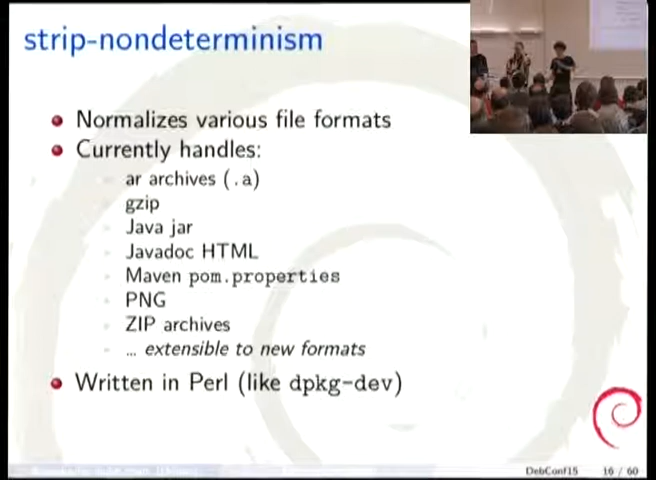 strip-nondeterminism
Normalizes various file formats
Currently handles:
ar archives (.a)
gzip
Java jar
Javadoc HTML
Maven pom.properties
PNG
ZIP archives
… extensible to new formats
Written in Perl (like dpkg-dev)
DebConf15 16 / 60